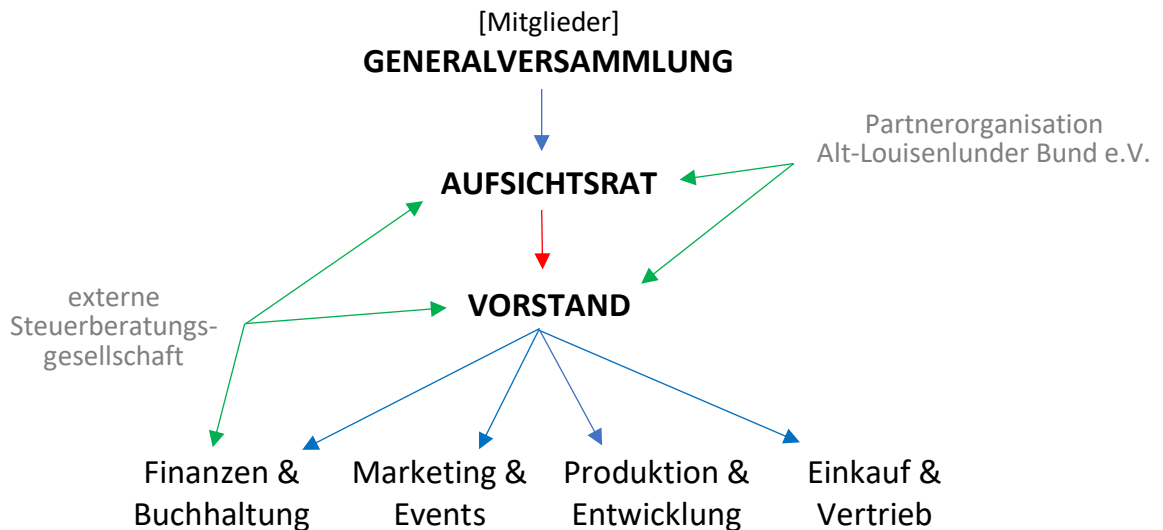 [Mitglieder]
GENERALVERSAMMLUNG
Partnerorganisation
Alt-Louisenlunder Bund e.V.
AUFSICHTSRAT
externe
Steuerberatungs-
gesellschaft
VORSTAND
Finanzen &
Buchhaltung
Marketing &
Events
Produktion &
Entwicklung
Einkauf &
Vertrieb